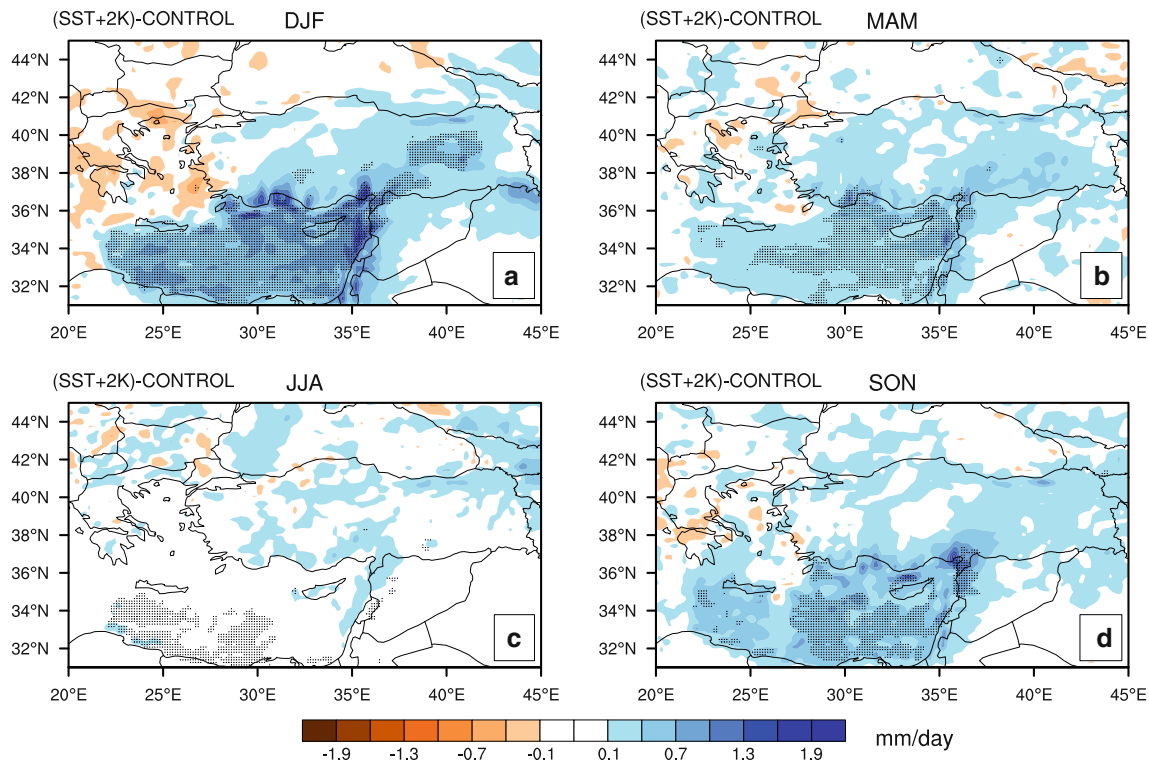 (SST+2K)-CONTROL DJF
44°N
42°N
40°N
38°N
36°N
34°N
32°N
20°E 25°E 30°E 35°E 40°E 45°E
a
(SST+2K)-CONTROL MAM
44°N
42°N
40°N
38°N
36°N
34°N
32°N
20°E 25°E 30°E 35°E 40°E 45°E
b
(SST+2K)-CONTROL JJA
44°N
42°N
40°N
38°N
36°N
34°N
32°N
20°E 25°E 30°E 35°E 40°E 45°E
c
(SST+2K)-CONTROL SON
44°N
42°N
40°N
38°N
36°N
34°N
32°N
20°E 25°E 30°E 35°E 40°E 45°E
d
-1.9 -1.3 -0.7 -0.1 0.1 0.7 1.3 1.9 mm/day